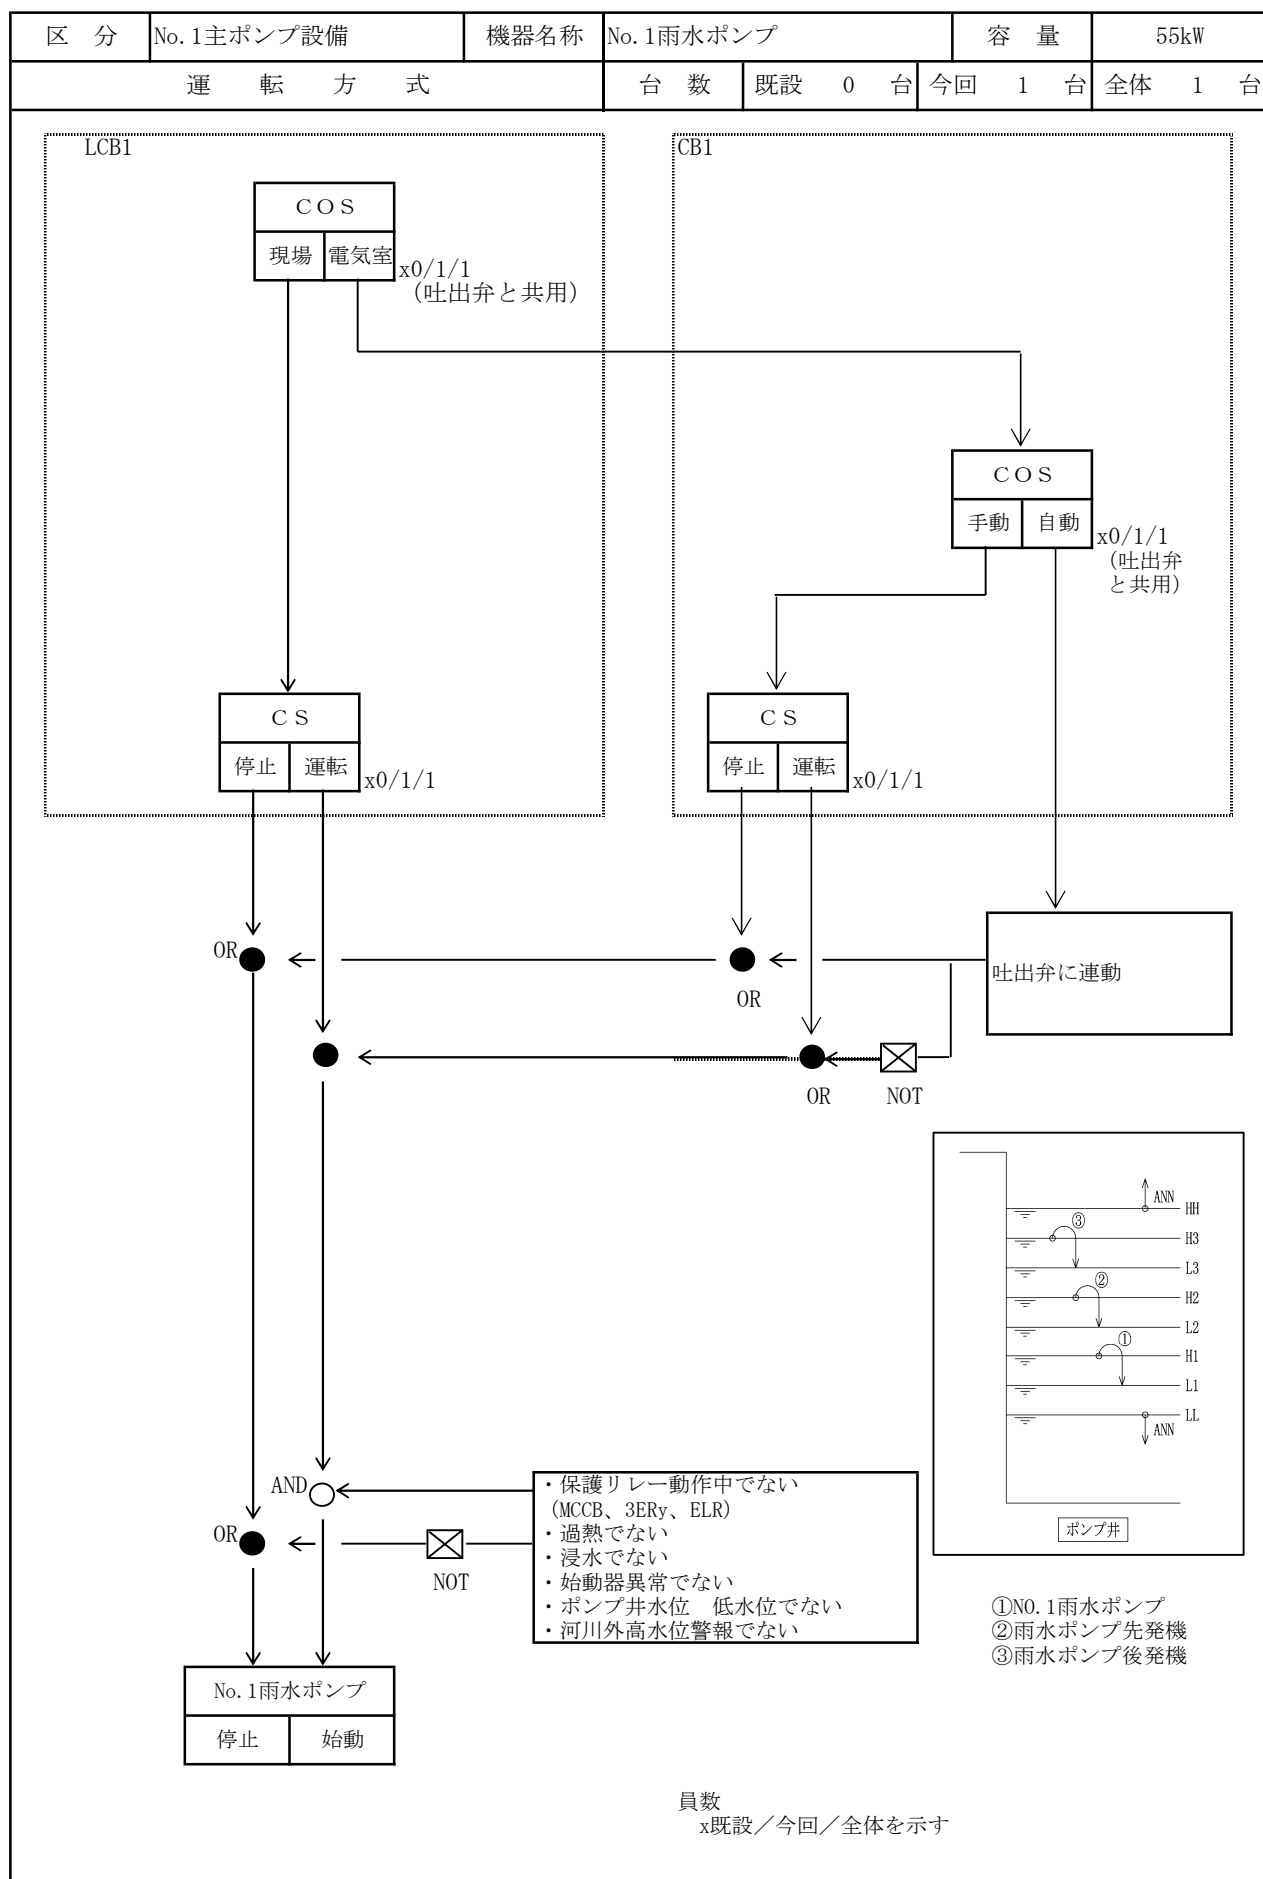 区　分　No.1主ポンプ設備　機器名称　No.1雨水ポンプ　容　量　55kW
運　転　方　式　台　数　既設　0　台　今回　1　台　全体　1　台
LCB1
CB1
ＣＯＳ
現場　電気室
x0/1/1
(吐出弁と共用)
ＣＯＳ
手動　自動
x0/1/1
(吐出弁
と共用)
ＣＳ
停止　運転
x0/1/1
ＣＳ
停止　運転
x0/1/1
OR
OR
吐出弁に連動
OR
NOT
ANN
HH
③
H3
L3
②
H2
L2
①
H1
L1
LL
ANN
ポンプ井
AND
・保護リレー動作中でない
(MCCB、3ERy、ELR)
・過熱でない
・浸水でない
・始動器異常でない
・ポンプ井水位　低水位でない
・河川外高水位警報でない
OR
NOT
①NO.1雨水ポンプ
②雨水ポンプ先発機
③雨水ポンプ後発機
No.1雨水ポンプ
停止　始動
員数
x既設／今回／全体を示す